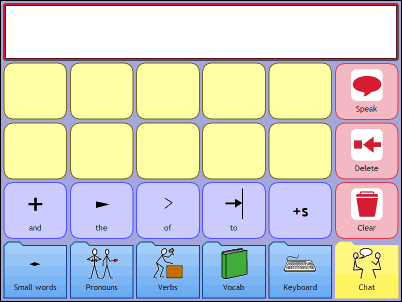 Speak
Delete
and
the
of
to
+s
Clear
Small words
Pronouns
Verbs
Vocab
Keyboard
Chat